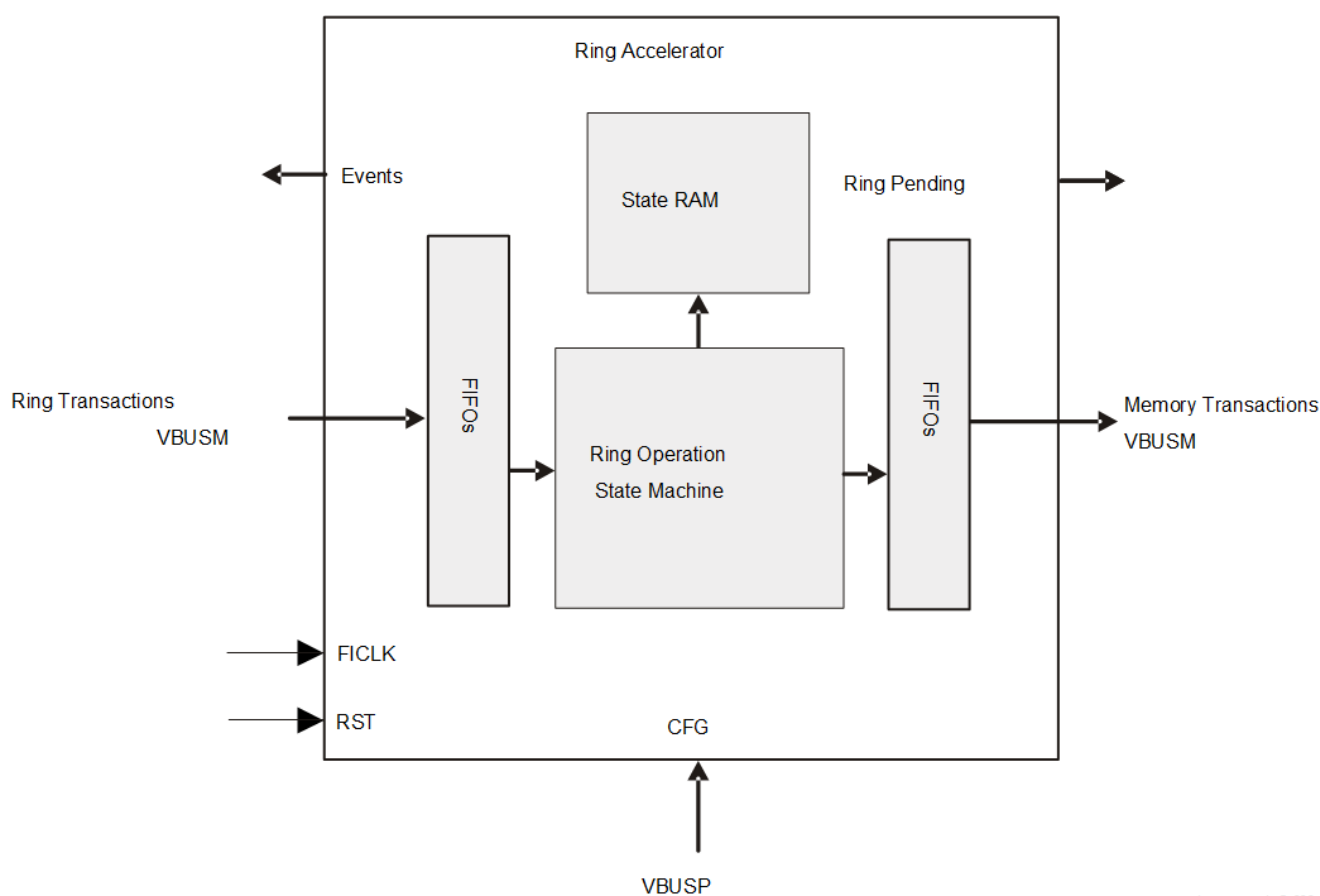 Ring Accelerator
Events
State RAM
Ring Pending
FIFOs
FIFOs
Ring Transactions
VBUSM
Memory Transactions
VBUSM
Ring Operation
State Machine
FICLK
RST
CFG
VBUSP